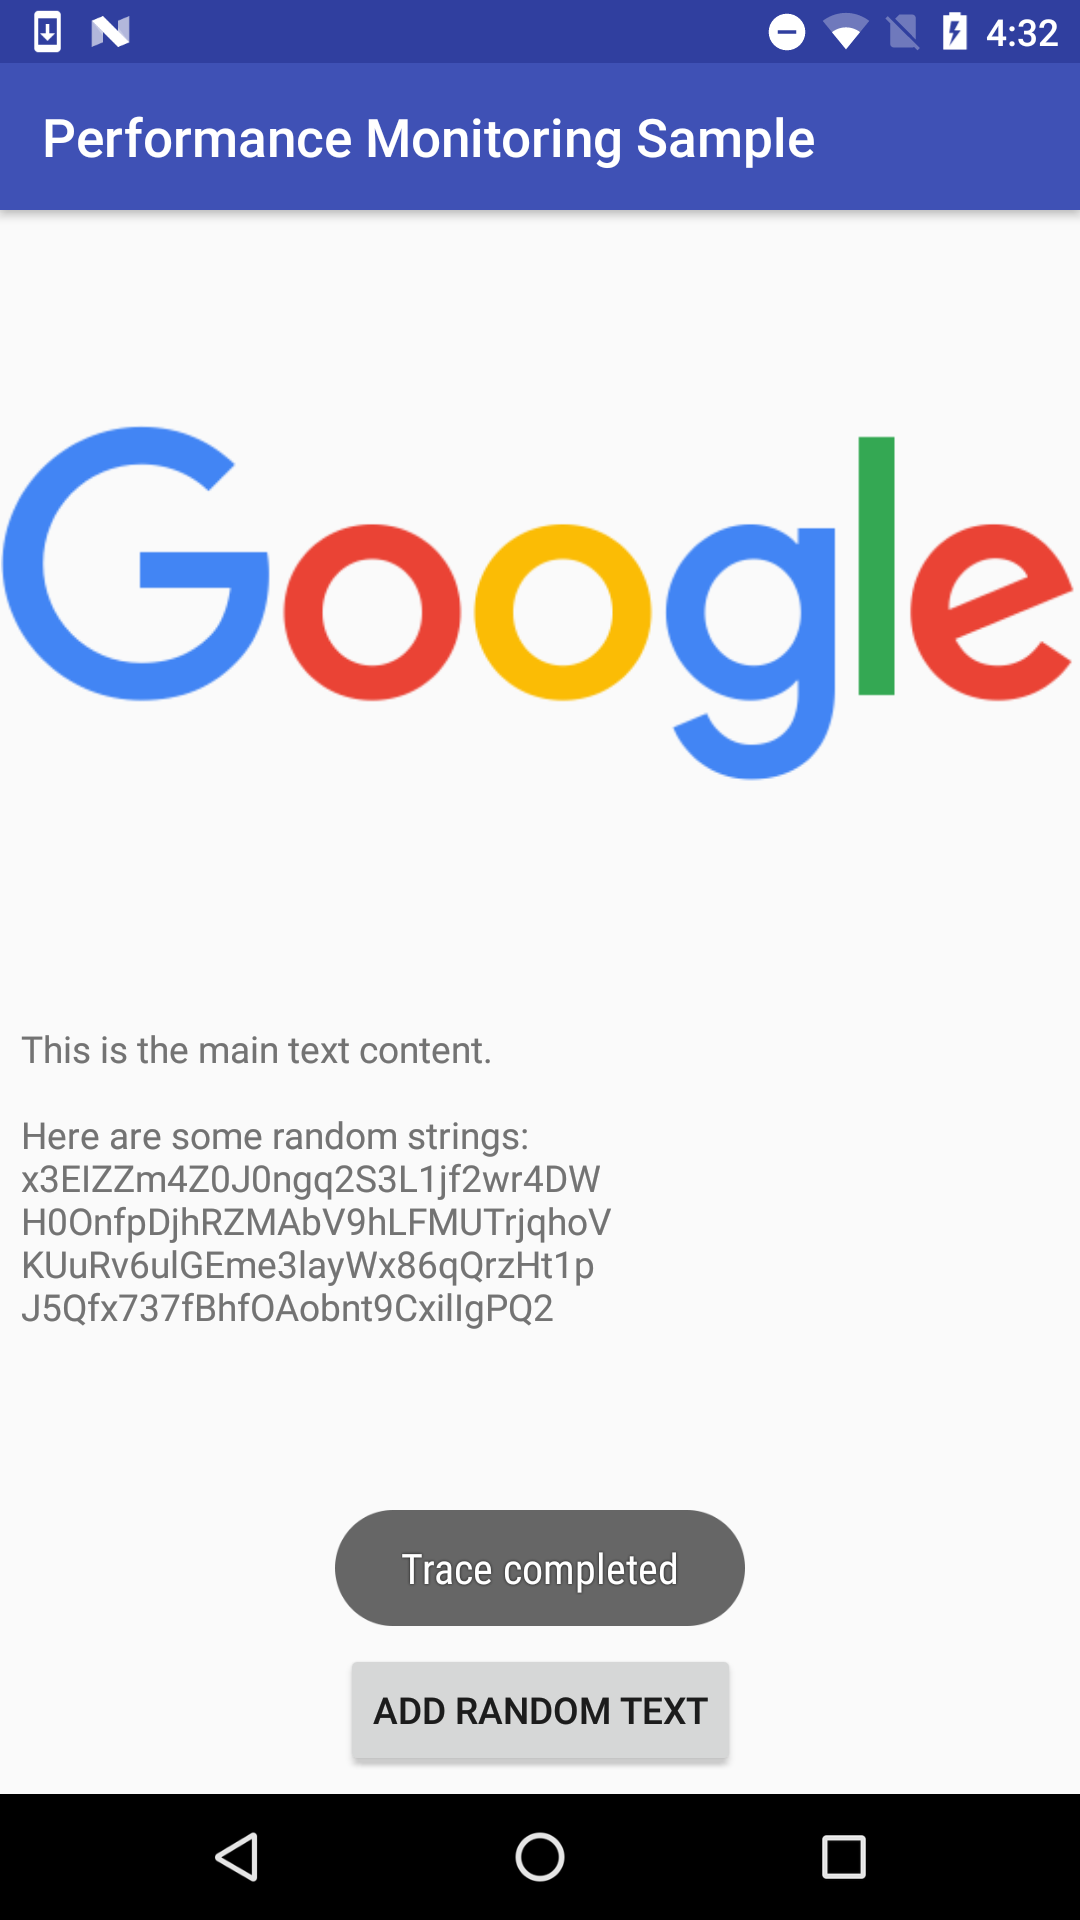 4:32
Performance Monitoring Sample
Google
This is the main text content.
Here are some random strings:
x3EIZZm4Z0J0ngq2S3L1jf2wr4DW
H0OnfpDjhRZMAbV9hLFMUTrjqhoV
KUuRv6ulGEme3layWx86qQrzHt1p
J5Qfx737fBhfOAobnt9CxilIgPQ2
Trace completed
ADD RANDOM TEXT